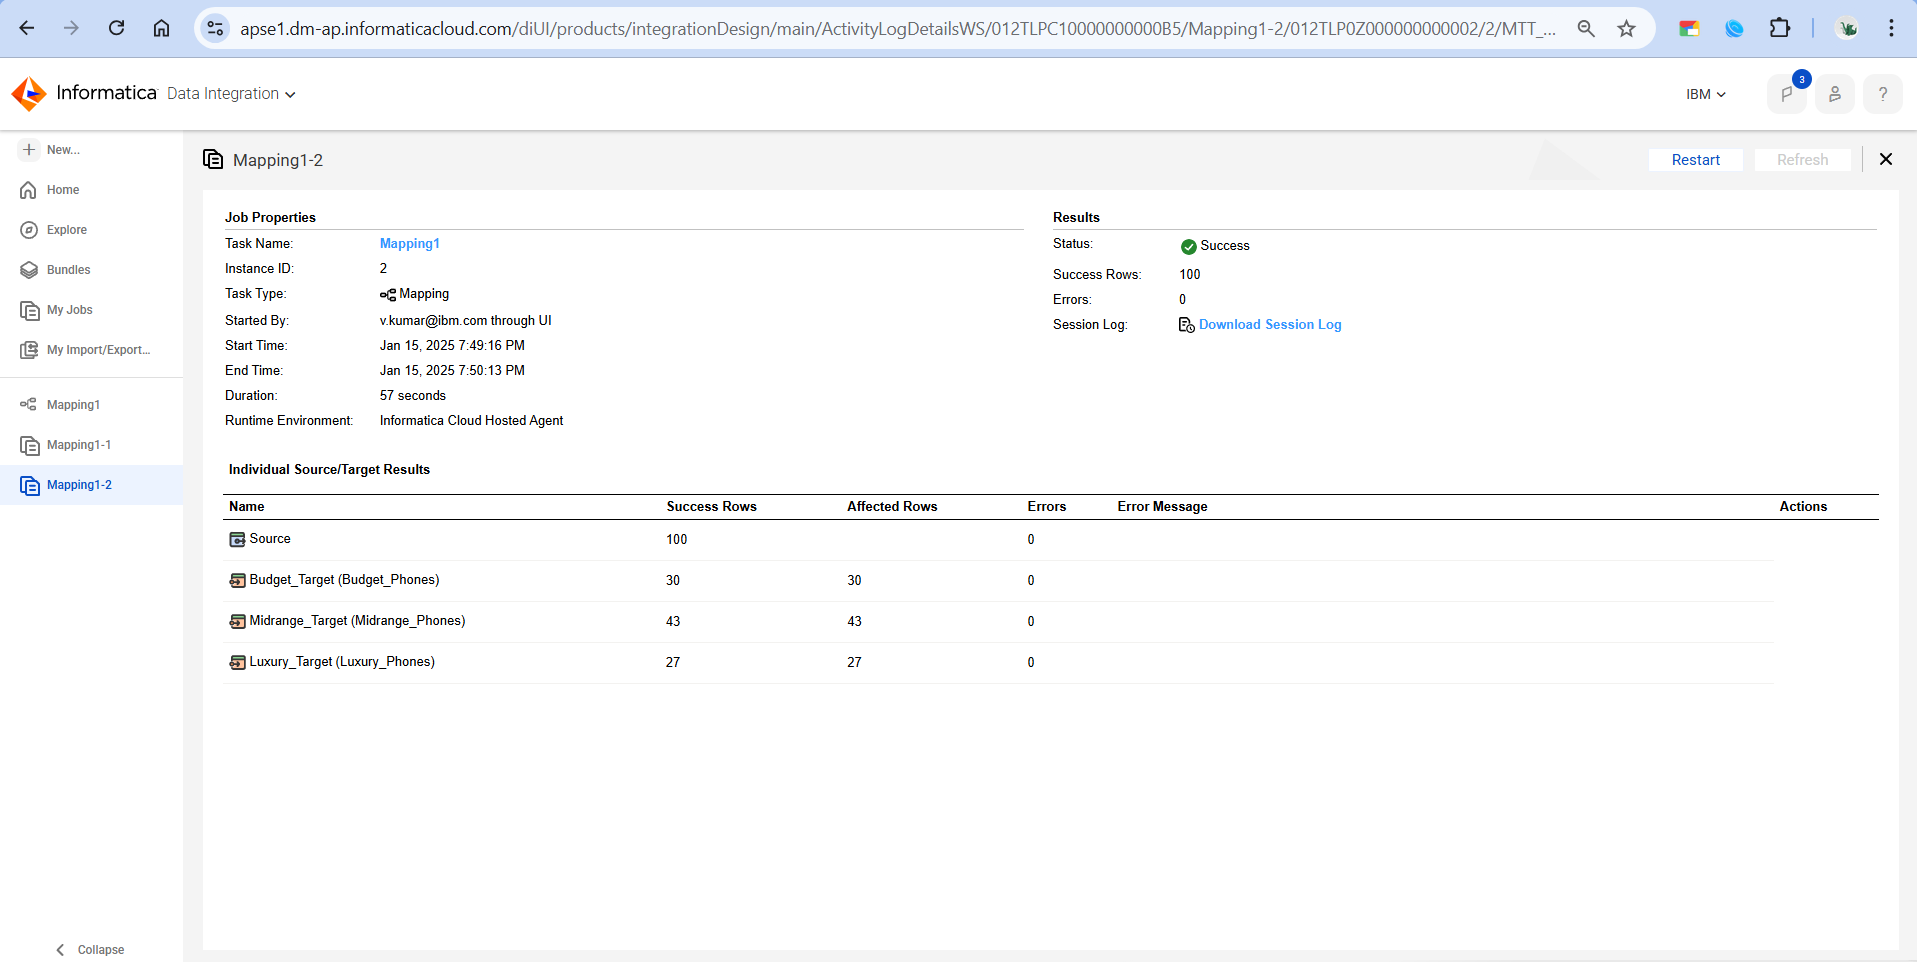 apse1.dm-ap.informaticacloud.com/diUI/products/integrationDesign/main/ActivityLogDetailsWS/012TLPC10000000000B5/Mapping1-2/012TLP0Z000000000002/2/MTT_...
Informatica Data Integration
IBM
3
?
New...
Home
Explore
Bundles
My Jobs
My Import/Export...
Mapping1
Mapping1-1
Mapping1-2
Collapse
Mapping1-2
Restart
Refresh
Job Properties
Task Name: Mapping1
Instance ID: 2
Task Type: Mapping
Started By: v.kumar@ibm.com through UI
Start Time: Jan 15, 2025 7:49:16 PM
End Time: Jan 15, 2025 7:50:13 PM
Duration: 57 seconds
Runtime Environment: Informatica Cloud Hosted Agent
Results
Status: Success
Success Rows: 100
Errors: 0
Session Log: Download Session Log
Individual Source/Target Results
Name Success Rows Affected Rows Errors Error Message Actions
Source 100 0
Budget_Target (Budget_Phones) 30 30 0
Midrange_Target (Midrange_Phones) 43 43 0
Luxury_Target (Luxury_Phones) 27 27 0